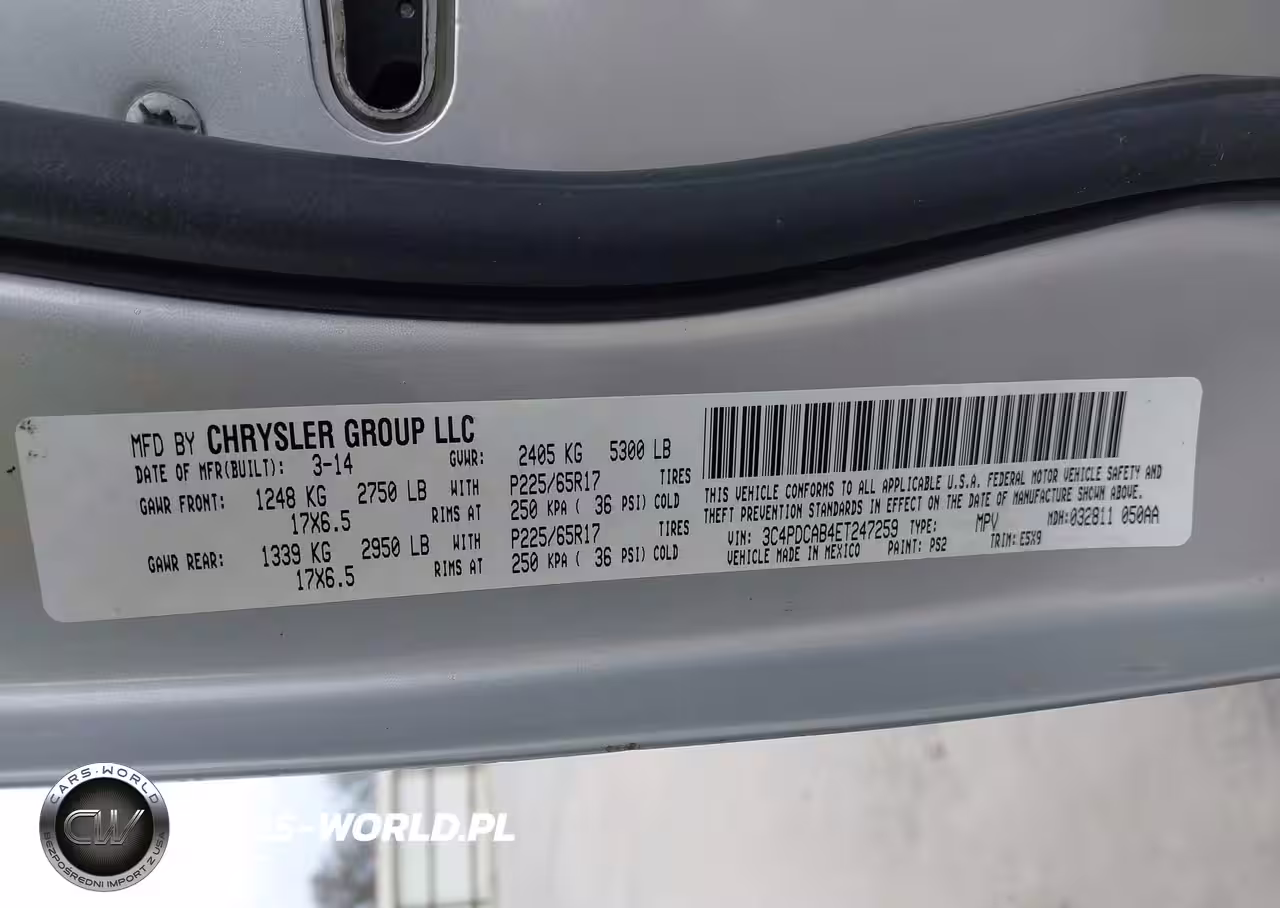 MFD BY CHRYSLER GROUP LLC
DATE OF MFR(BUILT): 3-14 GVWR: 2405 KG 5300 LB
GAWR FRONT: 1248 KG 2750 LB WITH P225/65R17 TIRES
17X6.5 RIMS AT 250 KPA ( 36 PSI) COLD
GAWR REAR: 1339 KG 2950 LB WITH P225/65R17 TIRES
17X6.5 RIMS AT 250 KPA ( 36 PSI) COLD
THIS VEHICLE CONFORMS TO ALL APPLICABLE U.S.A. FEDERAL MOTOR VEHICLE SAFETY AND
THEFT PREVENTION STANDARDS IN EFFECT ON THE DATE OF MANUFACTURE SHOWN ABOVE.
VIN: 3C4PDCAB4ET247259 TYPE: MPV MDH:032811 050AA
VEHICLE MADE IN MEXICO PAINT: PS2 TRIM: E5X9
CARS-WORLD
CW
BEZPOŚREDNI IMPORT Z USA
CARS-WORLD.PL